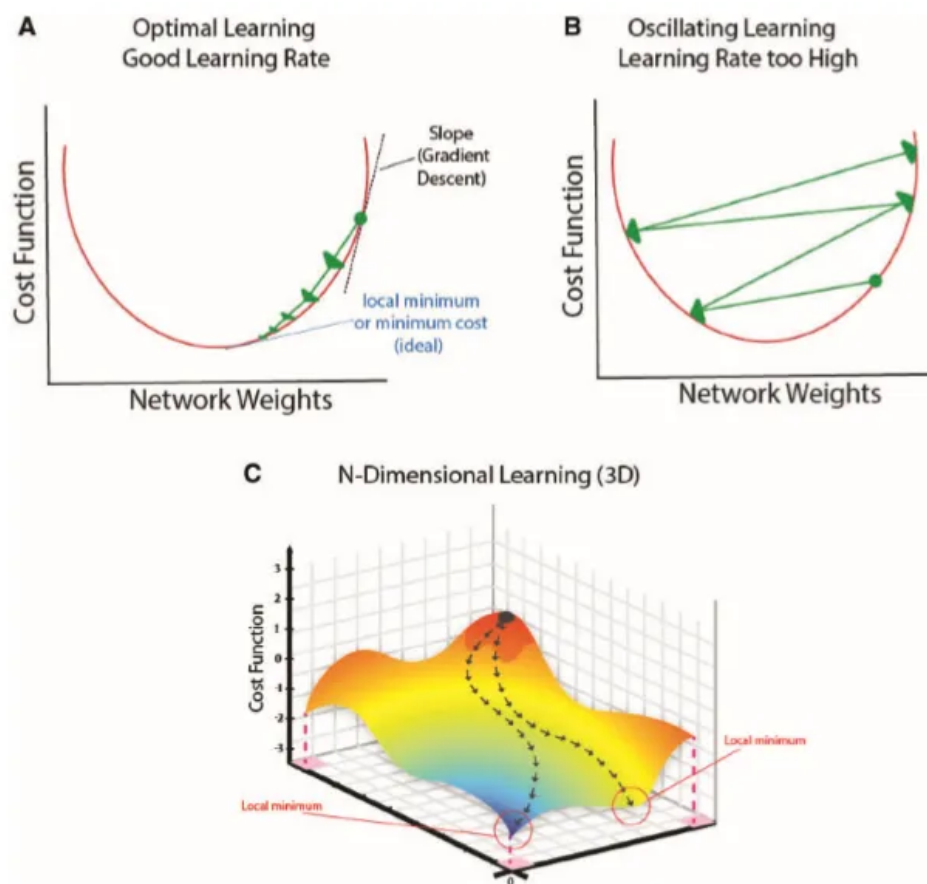 A
Optimal Learning
Good Learning Rate
Cost Function
Slope
(Gradient
Descent)
local minimum
or minimum cost
(ideal)
Network Weights
B
Oscillating Learning
Learning Rate too High
Cost Function
Network Weights
C
N-Dimensional Learning (3D)
Cost Function
3
2
1
0
-1
-2
-3
Local minimum
Local minimum
0